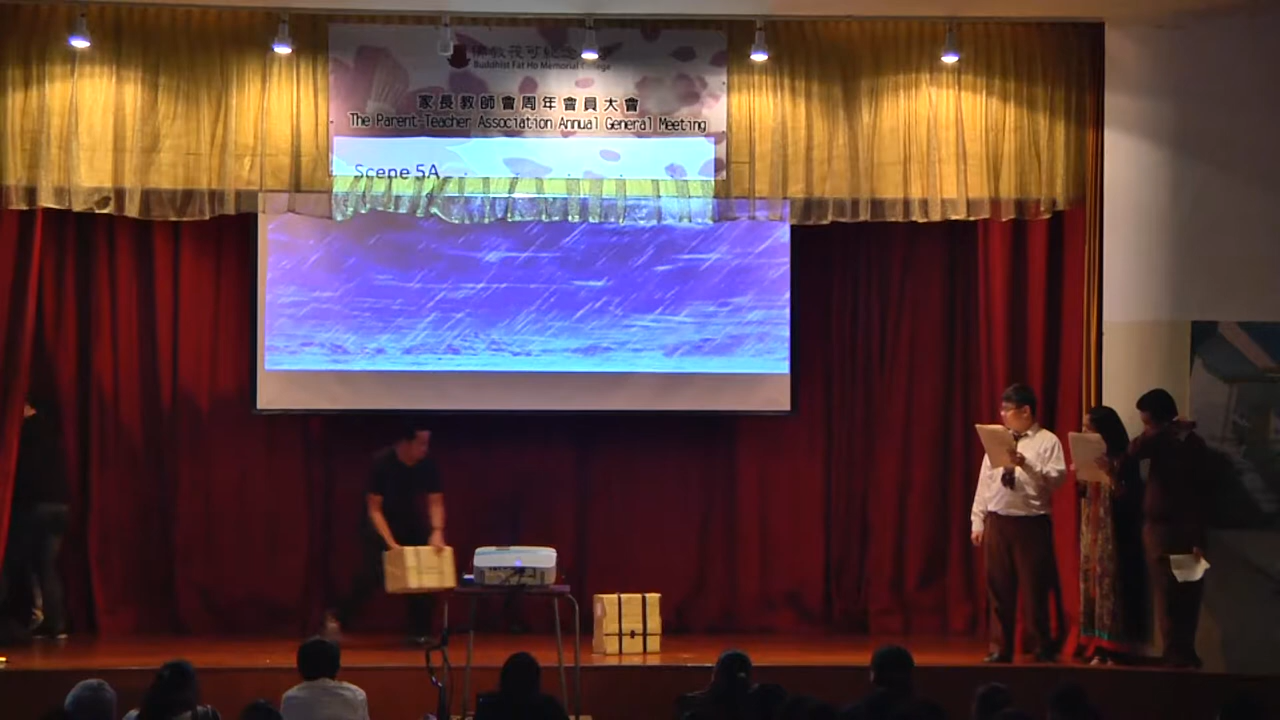 佛教筏可紀念中學
Buddhist Fat Ho Memorial College
家長教師會周年會員大會
The Parent-Teacher Association Annual General Meeting
Scene 5A